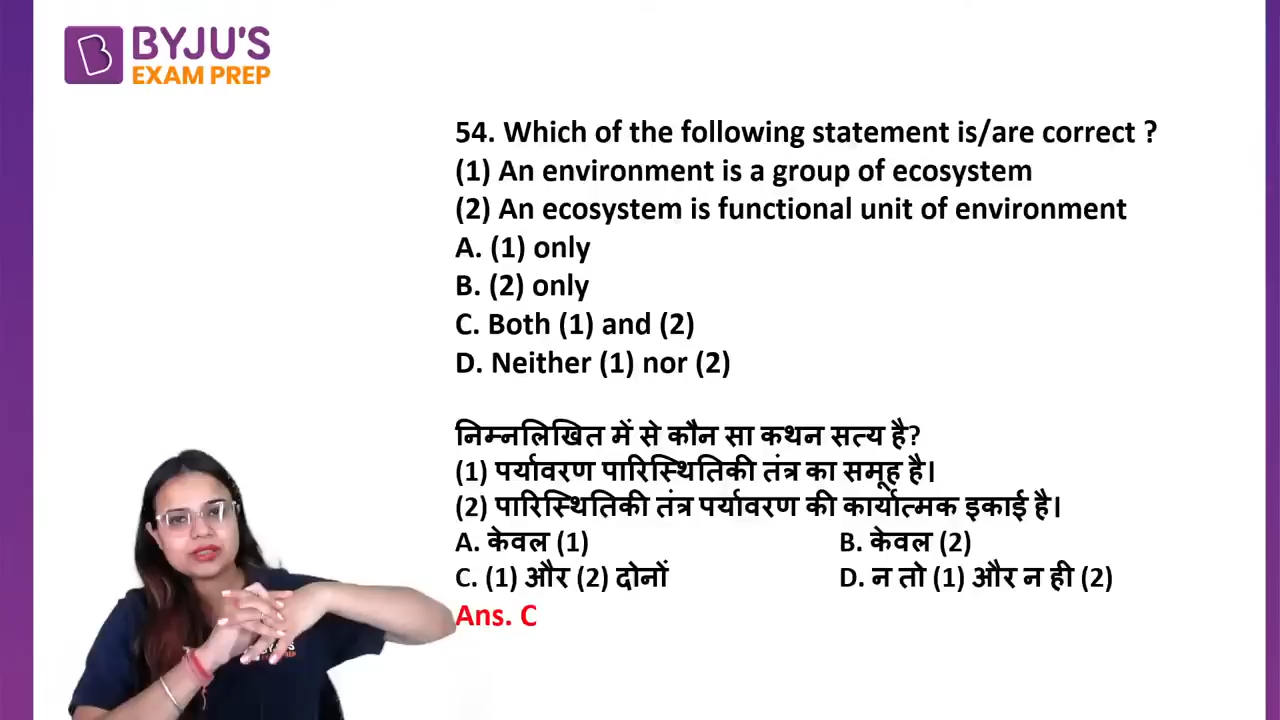 BYJU'S
EXAM PREP
54. Which of the following statement is/are correct ?
(1) An environment is a group of ecosystem
(2) An ecosystem is functional unit of environment
A. (1) only
B. (2) only
C. Both (1) and (2)
D. Neither (1) nor (2)
निम्नलिखित में से कौन सा कथन सत्य है?
(1) पर्यावरण पारिस्थितिकी तंत्र का समूह है।
(2) पारिस्थितिकी तंत्र पर्यावरण की कार्यात्मक इकाई है।
A. केवल (1) B. केवल (2)
C. (1) और (2) दोनों D. न तो (1) और न ही (2)
Ans. C
BYJU'S